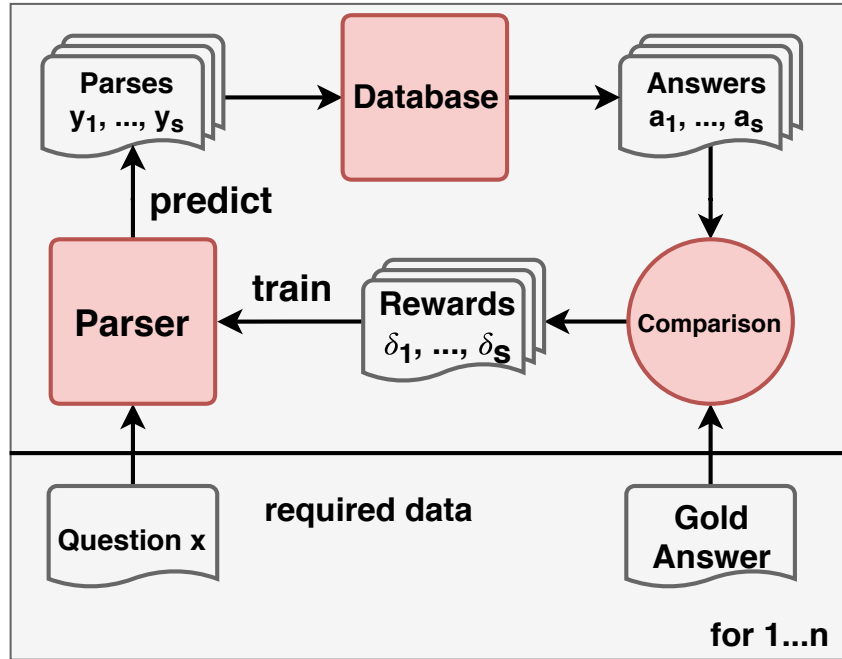 Parses
y₁, ..., yₛ
Database
Answers
a₁, ..., aₛ
predict
train
Parser
Rewards
δ₁, ..., δₛ
Comparison
Question x
required data
Gold
Answer
for 1...n